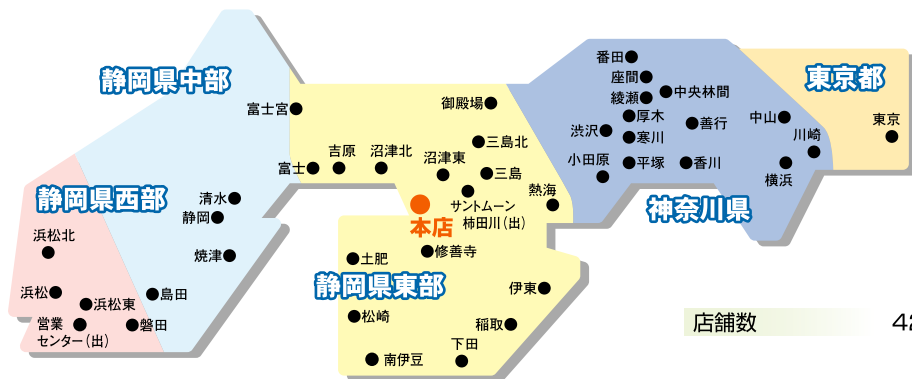 静岡県中部
東京都
番田
座間
綾瀬
中央林間
御殿場
富士宮
厚木
善行
中山
東京
渋沢
寒川
川崎
三島北
吉原
沼津北
沼津東
小田原
平塚
香川
横浜
富士
三島
熱海
静岡県西部
清水
静岡
サントムーン
柿田川(出)
神奈川県
本店
浜松北
焼津
修善寺
土肥
静岡県東部
伊東
浜松
浜松東
島田
営業
センター(出)
磐田
松崎
稲取
下田
南伊豆
店舗数
42